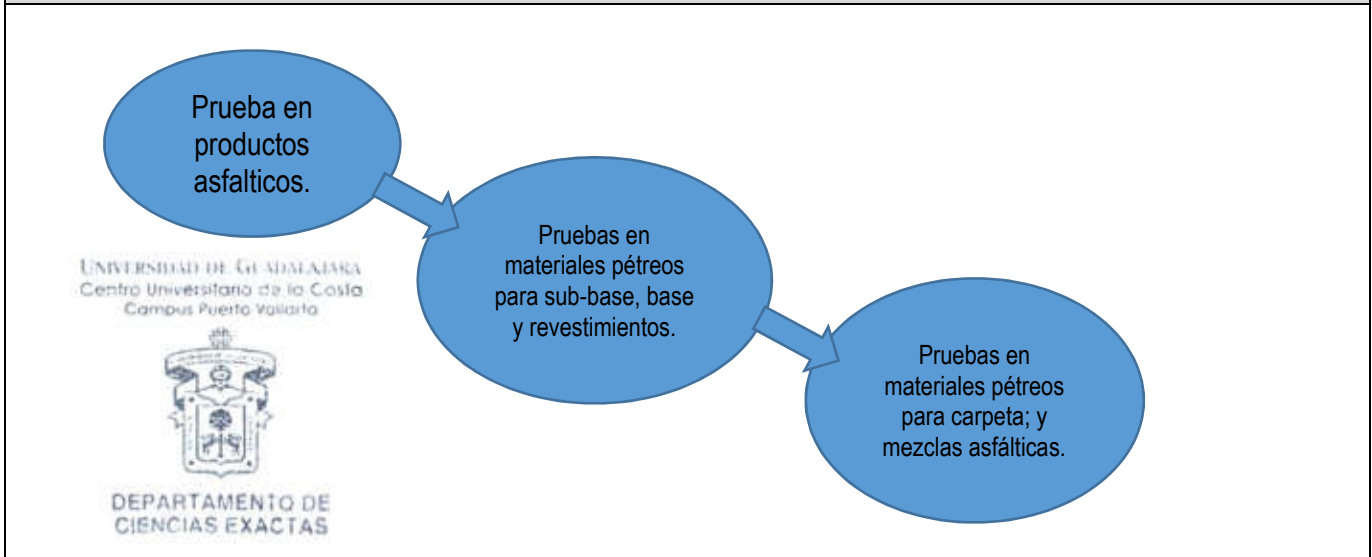 Prueba en
productos
asfalticos.
Pruebas en
materiales pétreos
para sub-base, base
y revestimientos.
Pruebas en
materiales pétreos
para carpeta; y
mezclas asfálticas.
UNIVERSIDAD DE GUADALAJARA
Centro Universitario de la Costa
Campus Puerto Vallarta
DEPARTAMENTO DE
CIENCIAS EXACTAS